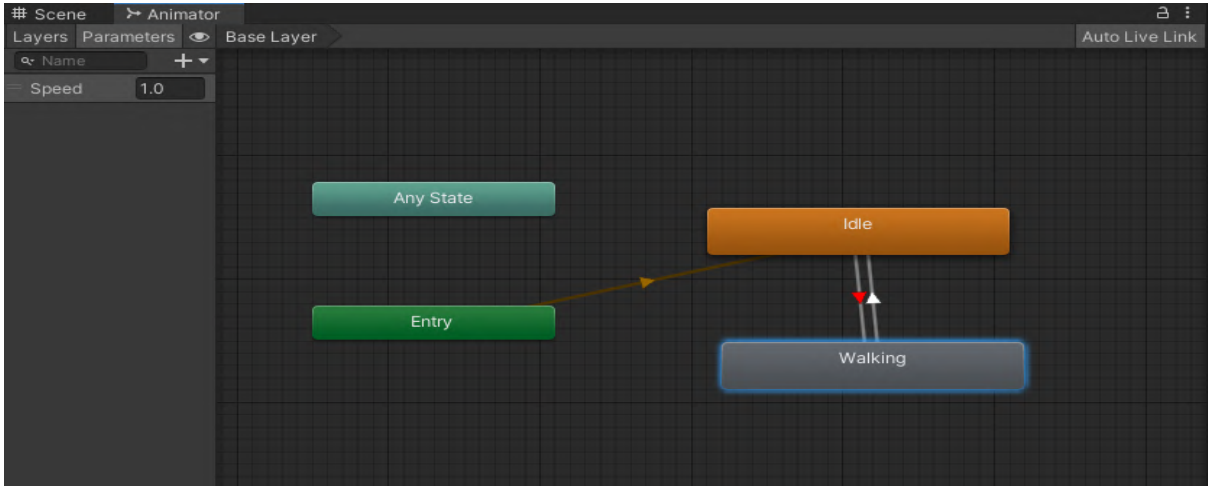 Scene Animator
Layers Parameters Base Layer Auto Live Link
Name
Speed 1.0
Any State
Idle
Entry
Walking